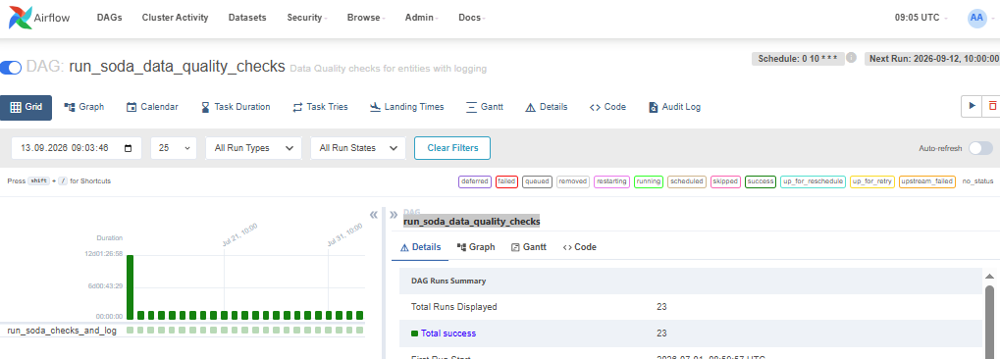 Airflow DAGs Cluster Activity Datasets Security Browse Admin Docs 09:05 UTC AA
DAG: run_soda_data_quality_checks Data Quality checks for entities with logging
Schedule: 0 10 * * * i Next Run: 2026-09-12, 10:00:00
Grid Graph Calendar Task Duration Task Tries Landing Times Gantt Details Code Audit Log
13.09.2026 09:03:46 25 All Run Types All Run States Clear Filters Auto-refresh
Press shift + / for Shortcuts
deferred failed queued removed restarting running scheduled skipped success up_for_reschedule up_for_retry upstream_failed no_status
DAG
run_soda_data_quality_checks
Details Graph Gantt Code
Jul 21, 10:00 Jul 31, 10:00
Duration
12d01:26:58
6d00:43:29
00:00:00
run_soda_checks_and_log
DAG Runs Summary
Total Runs Displayed 23
Total success 23